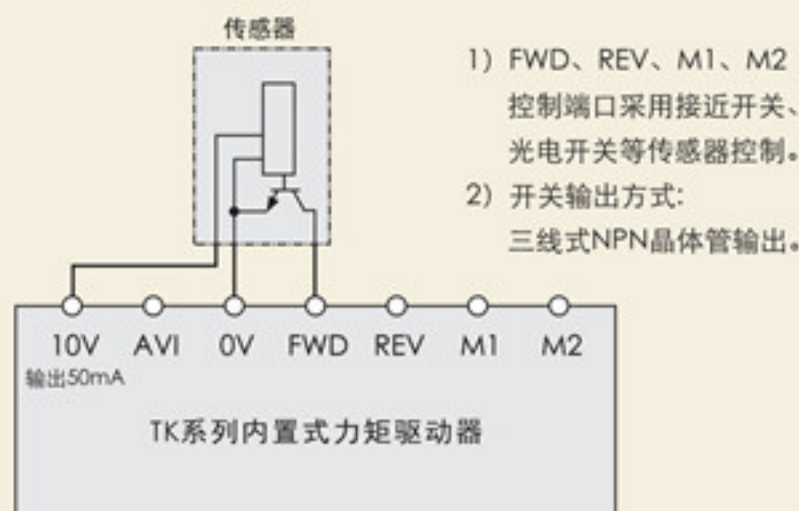 传感器
1) FWD、REV、M1、M2
控制端口采用接近开关、
光电开关等传感器控制。
2) 开关输出方式:
三线式NPN晶体管输出。
10V AVI 0V FWD REV M1 M2
输出50mA
TK系列内置式力矩驱动器